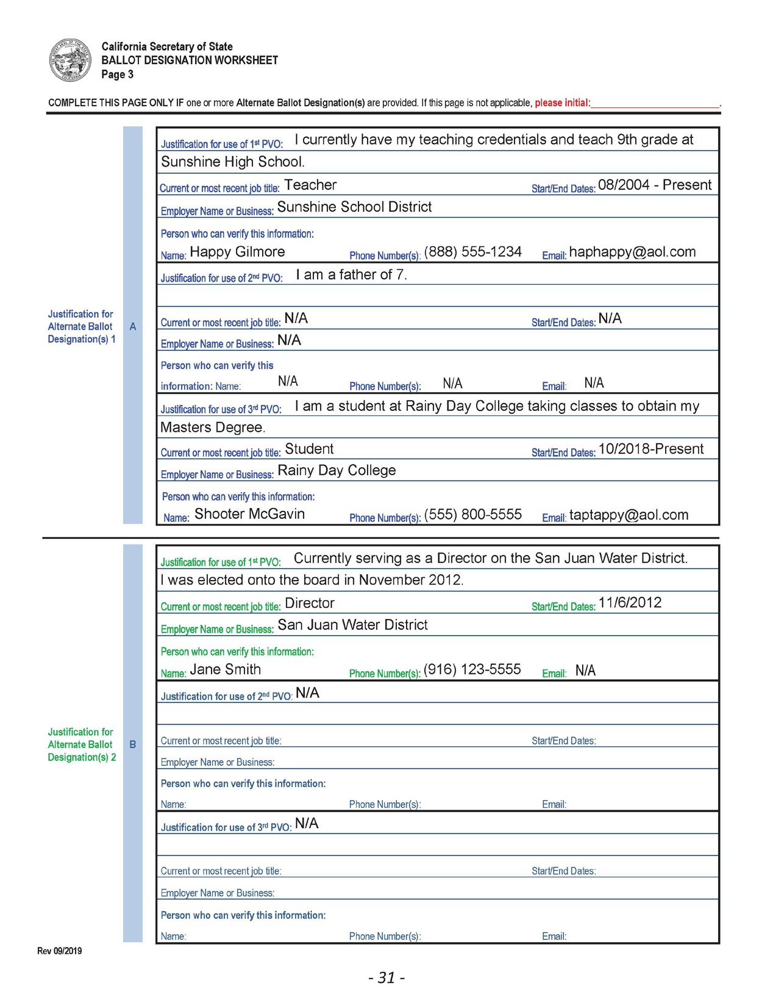 California Secretary of State
BALLOT DESIGNATION WORKSHEET
Page 3
COMPLETE THIS PAGE ONLY IF one or more Alternate Ballot Designation(s) are provided. If this page is not applicable, please initial:_______________.
Justification for use of 1st PVO: I currently have my teaching credentials and teach 9th grade at
Sunshine High School.
Current or most recent job title: Teacher Start/End Dates: 08/2004 - Present
Employer Name or Business: Sunshine School District
Person who can verify this information:
Name: Happy Gilmore Phone Number(s): (888) 555-1234 Email: haphappy@aol.com
Justification for use of 2nd PVO: I am a father of 7.
Justification for
Alternate Ballot
Designation(s) 1
A
Current or most recent job title: N/A Start/End Dates: N/A
Employer Name or Business: N/A
Person who can verify this
information: Name: N/A Phone Number(s): N/A Email: N/A
Justification for use of 3rd PVO: I am a student at Rainy Day College taking classes to obtain my
Masters Degree.
Current or most recent job title: Student Start/End Dates: 10/2018-Present
Employer Name or Business: Rainy Day College
Person who can verify this information:
Name: Shooter McGavin Phone Number(s): (555) 800-5555 Email: taptappy@aol.com
Justification for use of 1st PVO: Currently serving as a Director on the San Juan Water District.
I was elected onto the board in November 2012.
Current or most recent job title: Director Start/End Dates: 11/6/2012
Employer Name or Business: San Juan Water District
Person who can verify this information:
Name: Jane Smith Phone Number(s): (916) 123-5555 Email: N/A
Justification for use of 2nd PVO: N/A
Justification for
Alternate Ballot
Designation(s) 2
B
Current or most recent job title: Start/End Dates:
Employer Name or Business:
Person who can verify this information:
Name: Phone Number(s): Email:
Justification for use of 3rd PVO: N/A
Current or most recent job title: Start/End Dates:
Employer Name or Business:
Person who can verify this information:
Name: Phone Number(s): Email:
Rev 09/2019
- 31 -